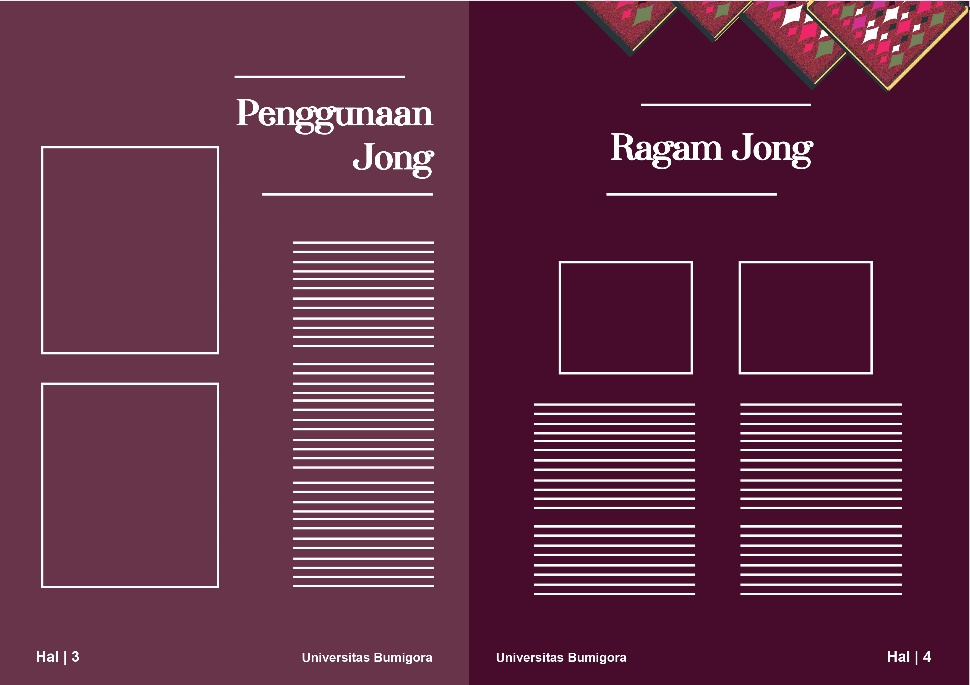 Penggunaan
Jong
Hal | 3
Universitas Bumigora
Ragam Jong
Universitas Bumigora
Hal | 4